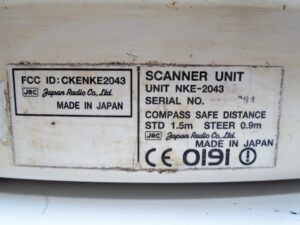 FCC ID: CKENKE2043
JRC Japan Radio Co., Ltd.
MADE IN JAPAN
SCANNER UNIT
UNIT NKE-2043
SERIAL NO.
COMPASS SAFE DISTANCE
STD 1.5m STEER 0.9m
JRC Japan Radio Co., Ltd.
MADE IN JAPAN
CE 0191